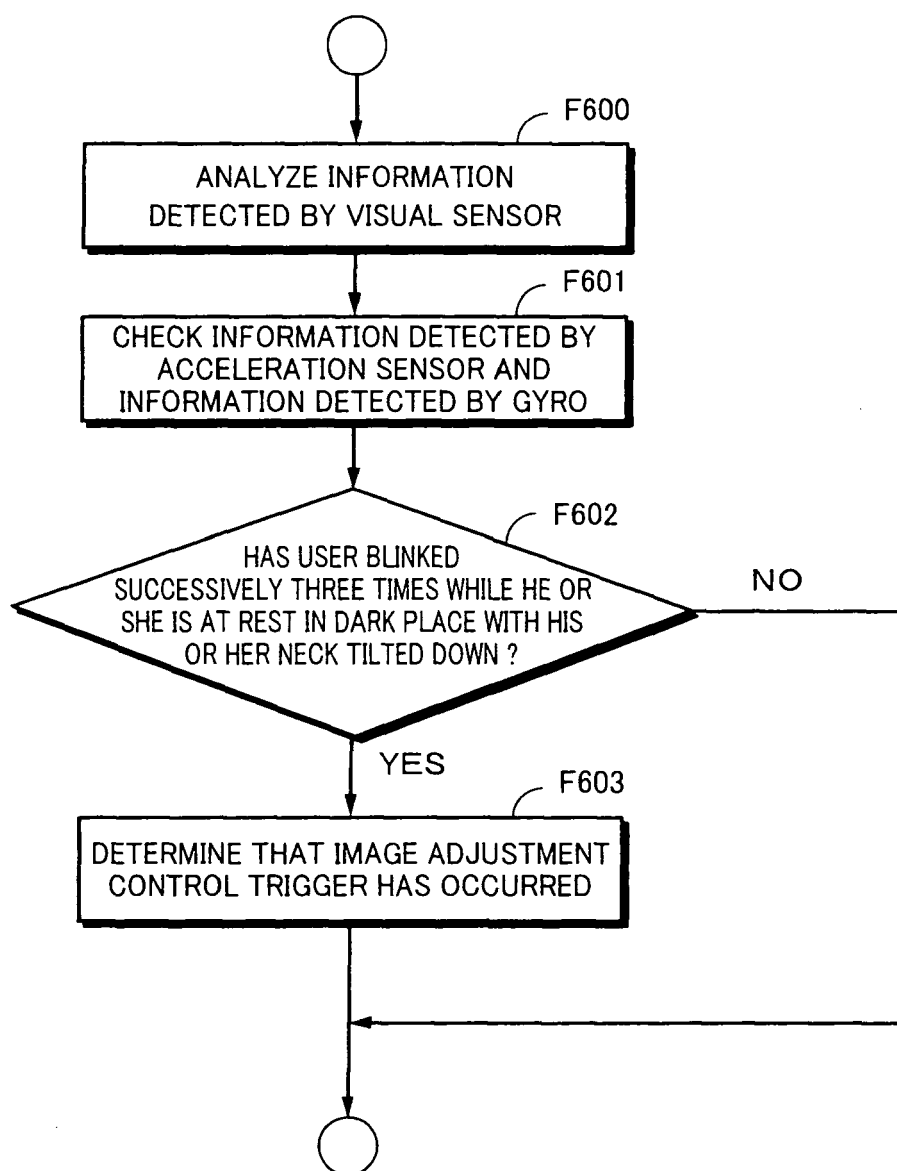 F600
ANALYZE INFORMATION
DETECTED BY VISUAL SENSOR
F601
CHECK INFORMATION DETECTED BY
ACCELERATION SENSOR AND
INFORMATION DETECTED BY GYRO
F602
HAS USER BLINKED
SUCCESSIVELY THREE TIMES WHILE HE OR
SHE IS AT REST IN DARK PLACE WITH HIS
OR HER NECK TILTED DOWN ?
NO
YES
F603
DETERMINE THAT IMAGE ADJUSTMENT
CONTROL TRIGGER HAS OCCURRED